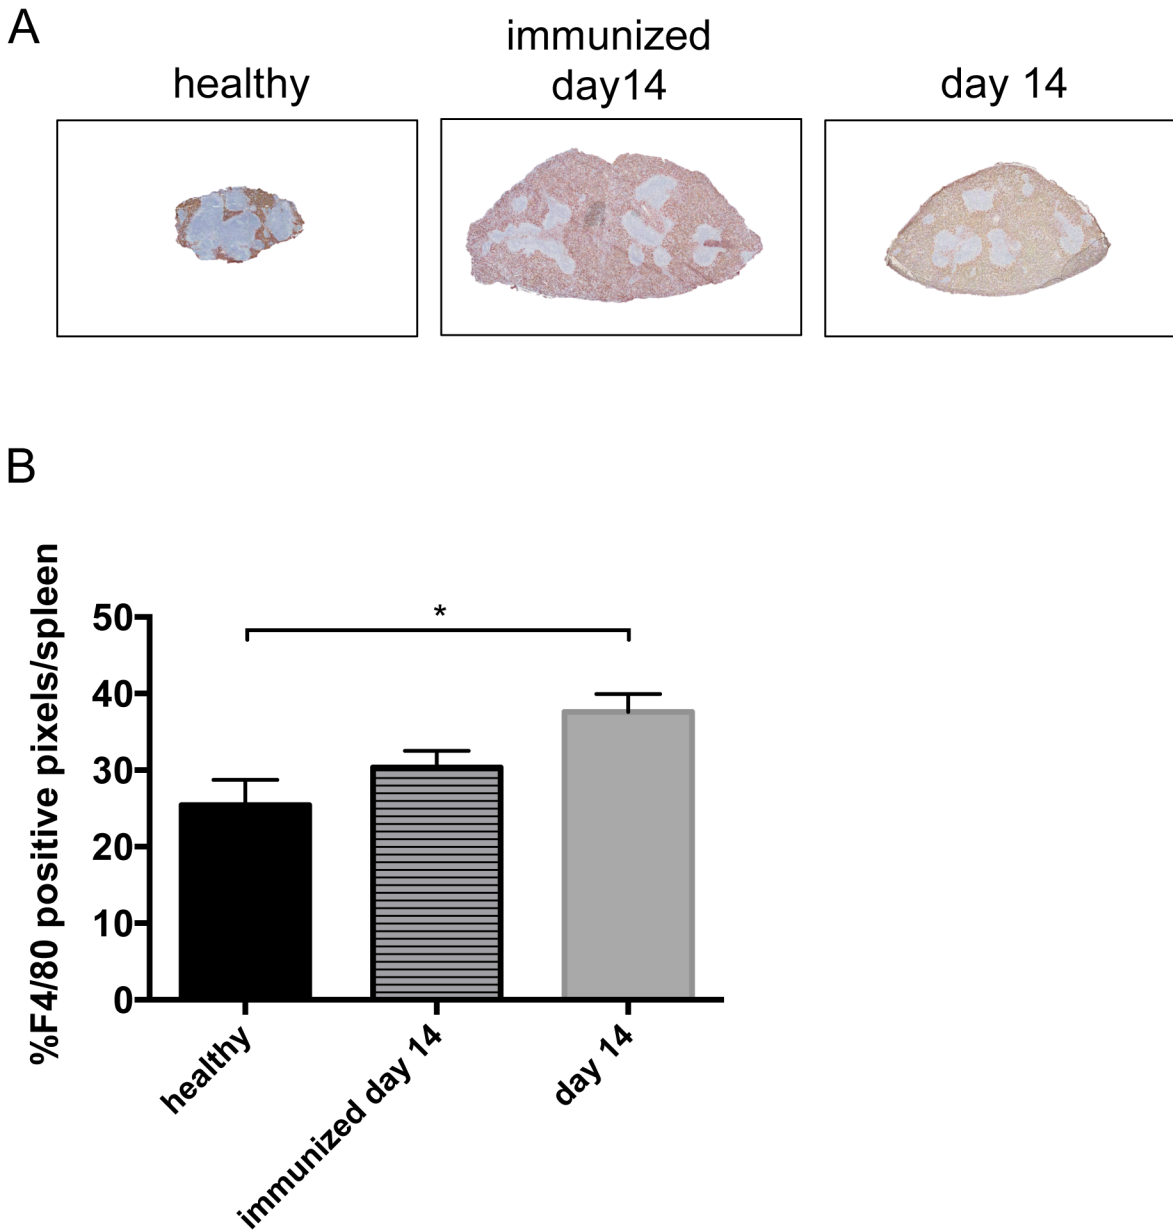 A
healthy
immunized
day14
day 14
B
%F4/80 positive pixels/spleen
50
40
30
20
10
0
*
healthy
immunized day 14
day 14